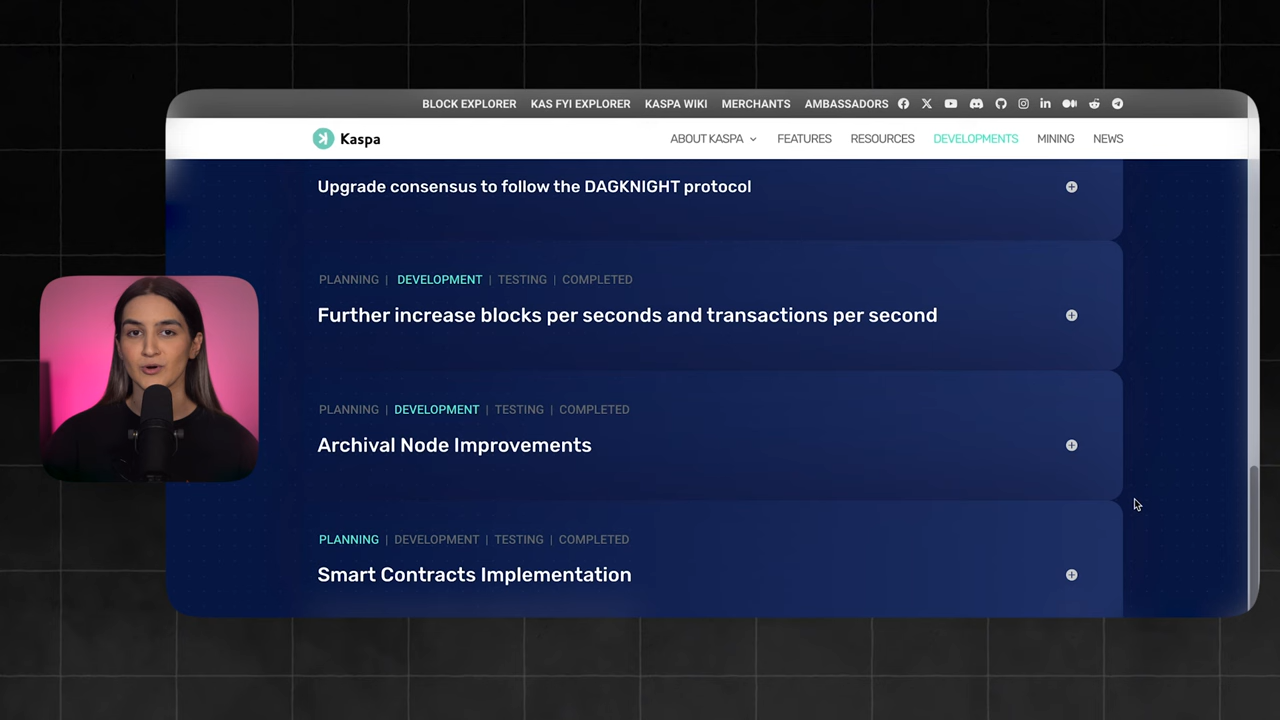 BLOCK EXPLORER KAS FYI EXPLORER KASPA WIKI MERCHANTS AMBASSADORS
Kaspa ABOUT KASPA FEATURES RESOURCES DEVELOPMENTS MINING NEWS
Upgrade consensus to follow the DAGKNIGHT protocol
PLANNING | DEVELOPMENT | TESTING | COMPLETED
Further increase blocks per seconds and transactions per second
PLANNING | DEVELOPMENT | TESTING | COMPLETED
Archival Node Improvements
PLANNING | DEVELOPMENT | TESTING | COMPLETED
Smart Contracts Implementation